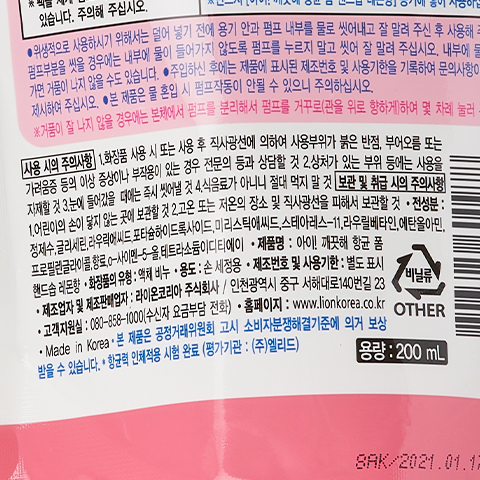 있습니다. 주의해 주십시오.
•위생적으로 사용하시기 위해서는 덜어 넣기 전에 용기 안과 펌프 내부를 물로 씻어내고 잘 말려 주신 후 사용해 주
펌프부분을 씻을 경우에는 내부에 물이 들어가지 않도록 펌프를 누르지 말고 씻어 잘 말려 주십시오. 내부에 물
가면 거품이 나지 않을 수도 있습니다. •주입하신 후에는 제품에 표시된 제조번호 및 사용기한을 기록하여 문의사항이
제시하여 주십시오. •본 제품은 물 혼입 시 펌프작동이 안될 수 있으니 주의하십시오.
※거품이 잘 나지 않을 경우에는 본체에서 펌프를 분리해서 펌프를 거꾸로(관을 위로 향하게)하여 몇 차례 눌러
사용 시의 주의사항 1.화장품 사용 시 또는 사용 후 직사광선에 의하여 사용부위가 붉은 반점, 부어오름 또는
가려움증 등의 이상 증상이나 부작용이 있는 경우 전문의 등과 상담할 것 2.상처가 있는 부위 등에는 사용을
자제할 것 3.눈에 들어갔을 때에는 즉시 씻어낼 것 4.식음료가 아니니 절대 먹지 말 것 보관 및 취급 시의 주의사항
1.어린이의 손이 닿지 않는 곳에 보관할 것 2.고온 또는 저온의 장소 및 직사광선을 피해서 보관할 것 • 전성분 :
정제수,글리세린,라우릭애씨드,포타슘하이드록사이드,미리스틱애씨드,스테아레스-11,라우릴베타인,에탄올아민,
프로필렌글라이콜,향료,o-사이멘-5-올,테트라소듐이디티에이 • 제품명 : 아이! 깨끗해 항균 폼
핸드솝 레몬향 • 화장품의 유형 : 액체 비누 • 용도 : 손 세정용 • 제조번호 및 사용기한 : 별도 표시
• 제조업자 및 제조판매업자 : 라이온코리아 주식회사 / 인천광역시 중구 서해대로140번길 23
• 고객지원실 : 080-858-1000(수신자 요금부담 전화) • 홈페이지 : www.lionkorea.co.kr
• Made in Korea • 본 제품은 공정거래위원회 고시 소비자분쟁해결기준에 의거 보상
받을 수 있습니다. • 항균력 인체적용 시험 완료 (평가기관 : (주)엘리드)
비닐류
OTHER
용량 : 200 mL
8AK/2021.01.17